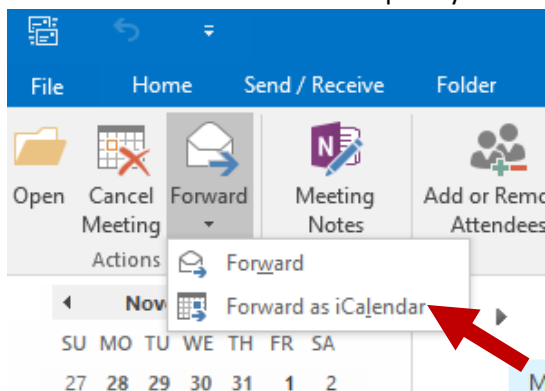 File Home Send / Receive Folder
Open Cancel Meeting Forward Meeting Notes Add or Remo Attendees
Actions
Forward
Forward as iCalendar
Nov
SU MO TU WE TH FR SA
27 28 29 30 31 1 2
M